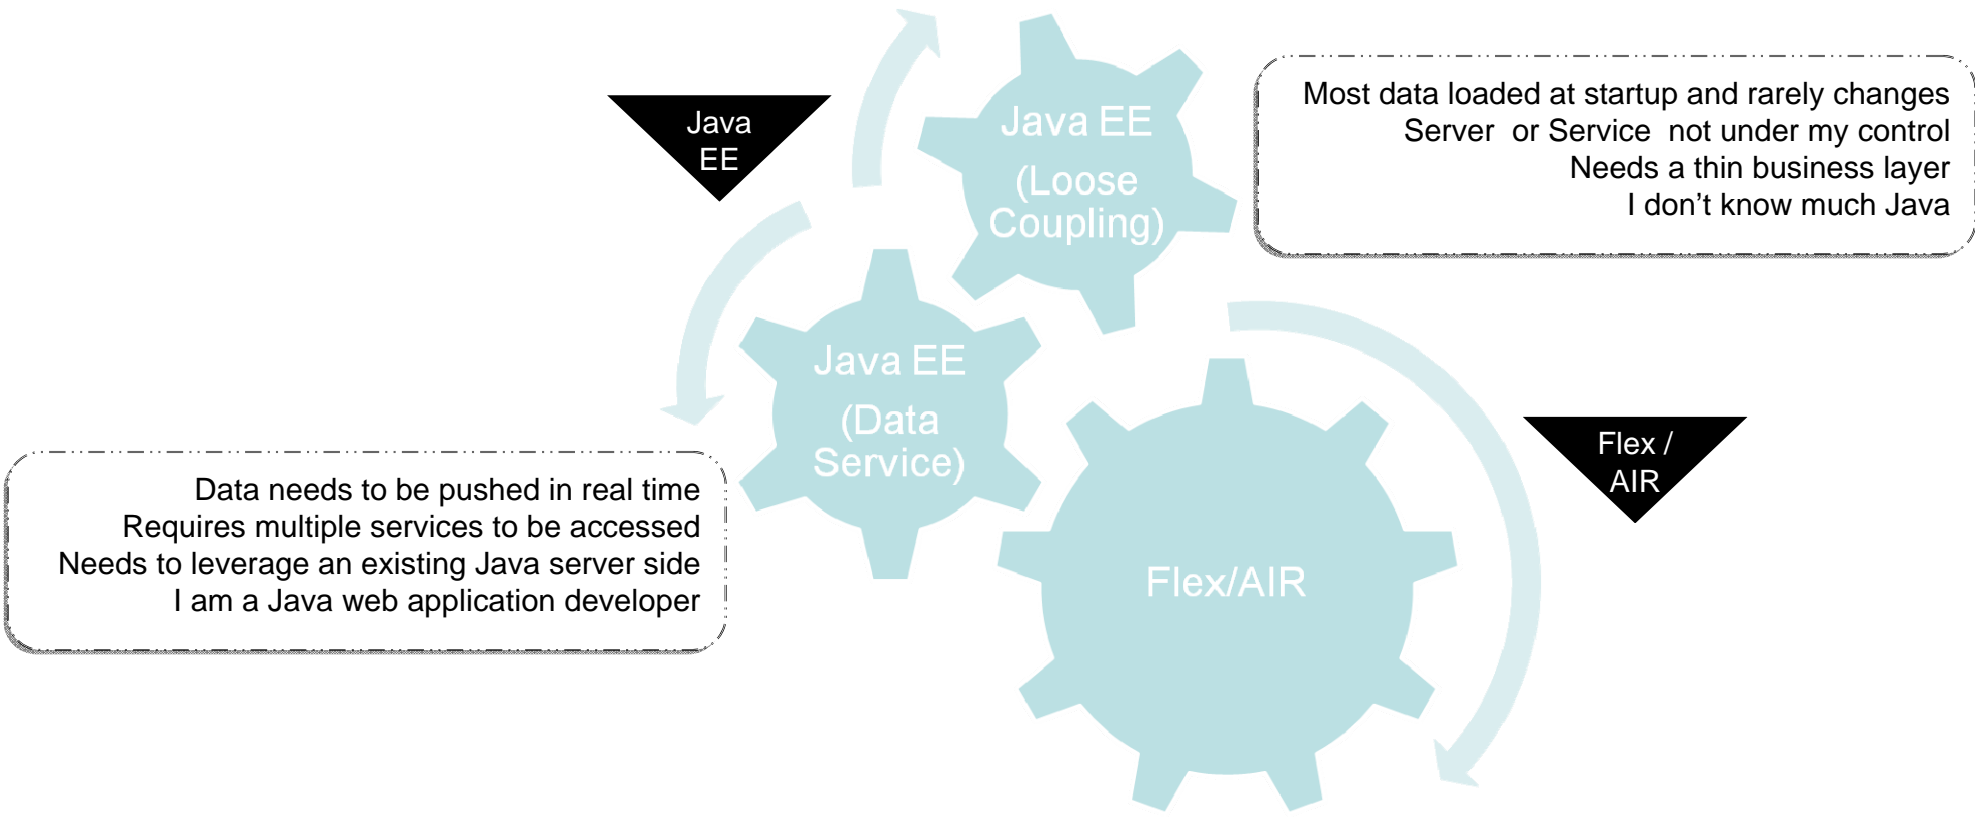 Java
EE
Java EE
(Loose
Coupling)
Most data loaded at startup and rarely changes
Server or Service not under my control
Needs a thin business layer
I don't know much Java
Java EE
(Data
Service)
Data needs to be pushed in real time
Requires multiple services to be accessed
Needs to leverage an existing Java server side
I am a Java web application developer
Flex/AIR
Flex /
AIR